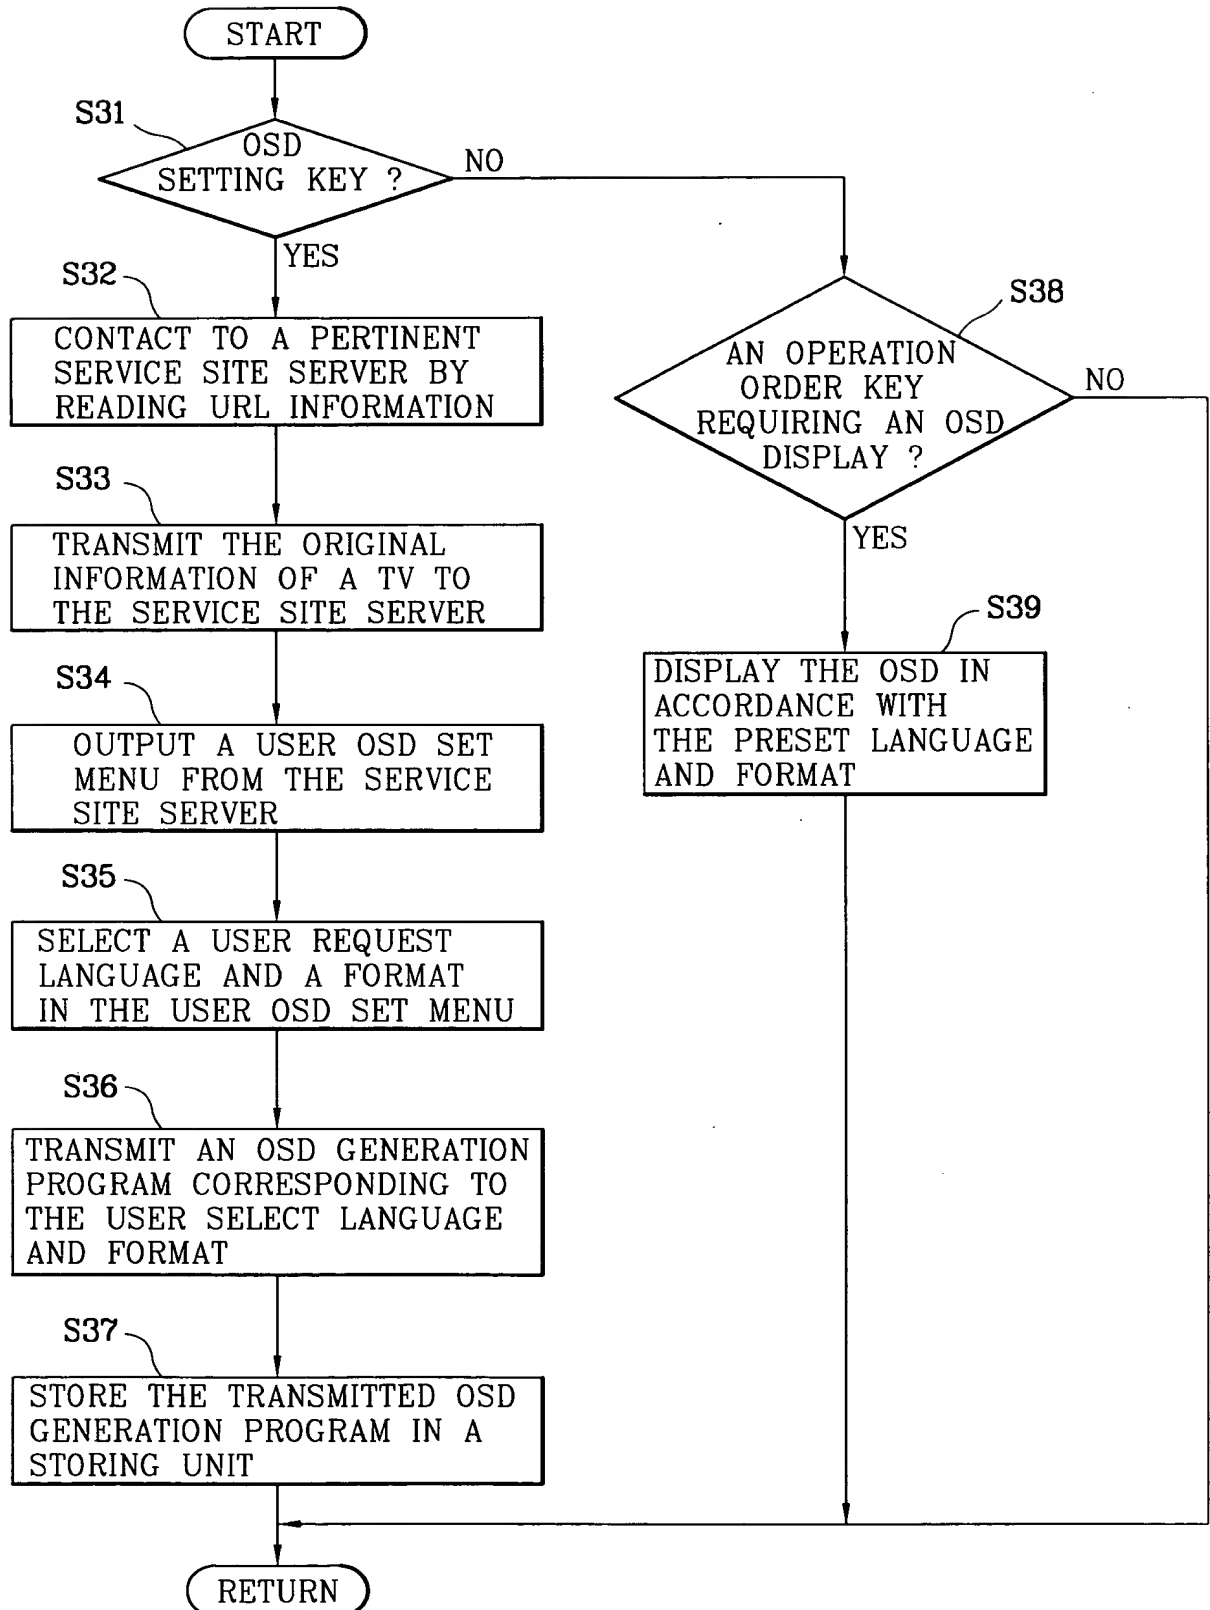 START
S31
OSD
SETTING KEY ?
NO
YES
S32
CONTACT TO A PERTINENT
SERVICE SITE SERVER BY
READING URL INFORMATION
S33
TRANSMIT THE ORIGINAL
INFORMATION OF A TV TO
THE SERVICE SITE SERVER
S34
OUTPUT A USER OSD SET
MENU FROM THE SERVICE
SITE SERVER
S35
SELECT A USER REQUEST
LANGUAGE AND A FORMAT
IN THE USER OSD SET MENU
S36
TRANSMIT AN OSD GENERATION
PROGRAM CORRESPONDING TO
THE USER SELECT LANGUAGE
AND FORMAT
S37
STORE THE TRANSMITTED OSD
GENERATION PROGRAM IN A
STORING UNIT
S38
AN OPERATION
ORDER KEY
REQUIRING AN OSD
DISPLAY ?
NO
YES
S39
DISPLAY THE OSD IN
ACCORDANCE WITH
THE PRESET LANGUAGE
AND FORMAT
RETURN